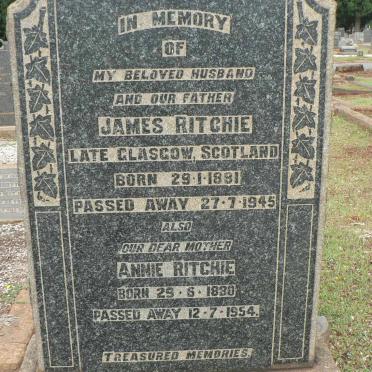 IN MEMORY
OF
MY BELOVED HUSBAND
AND OUR FATHER
JAMES RITCHIE
LATE GLASGOW, SCOTLAND
BORN 29·1·1881
PASSED AWAY 27·7·1945
ALSO
OUR DEAR MOTHER
ANNIE RITCHIE
BORN 29·6·1880
PASSED AWAY 12·7·1954.
TREASURED MEMORIES.